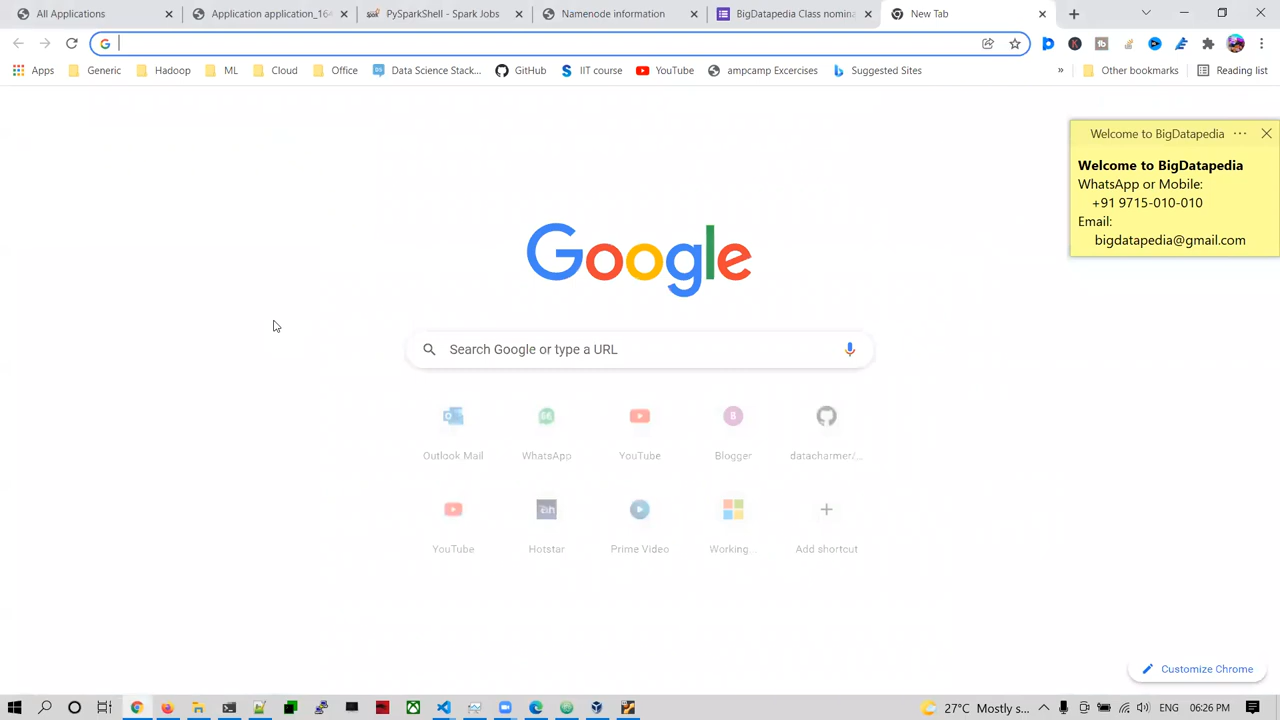 All Applications
Application application_164
PySparkShell - Spark Jobs
Namenode information
BigDatapedia Class nomina
New Tab
Apps
Generic
Hadoop
ML
Cloud
Office
Data Science Stack...
GitHub
IIT course
YouTube
ampcamp Excercises
Suggested Sites
»
Other bookmarks
Reading list
Welcome to BigDatapedia
Welcome to BigDatapedia
WhatsApp or Mobile:
+91 9715-010-010
Email:
bigdatapedia@gmail.com
Google
Search Google or type a URL
Outlook Mail
WhatsApp
YouTube
Blogger
datacharmer/...
YouTube
Hotstar
Prime Video
Working...
Add shortcut
Customize Chrome
27°C Mostly s...
ENG
06:26 PM